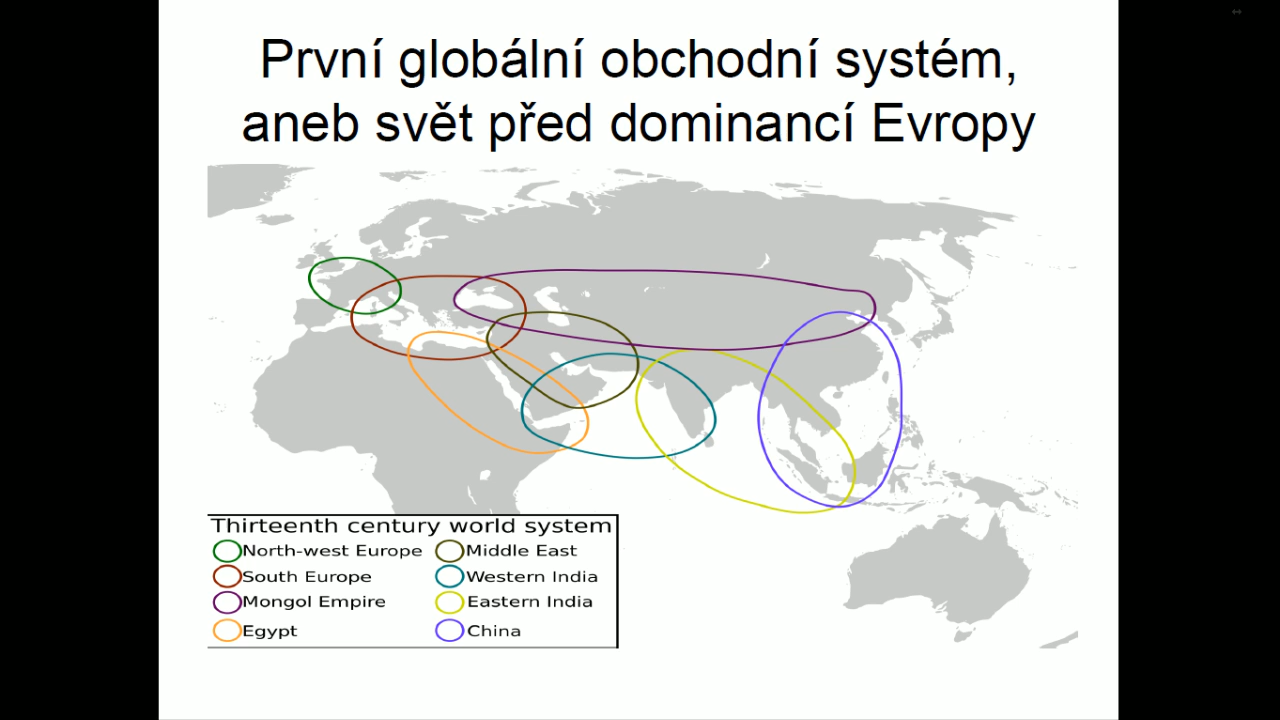 První globální obchodní systém,
aneb svět před dominancí Evropy
Thirteenth century world system
North-west Europe
Middle East
South Europe
Western India
Mongol Empire
Eastern India
Egypt
China